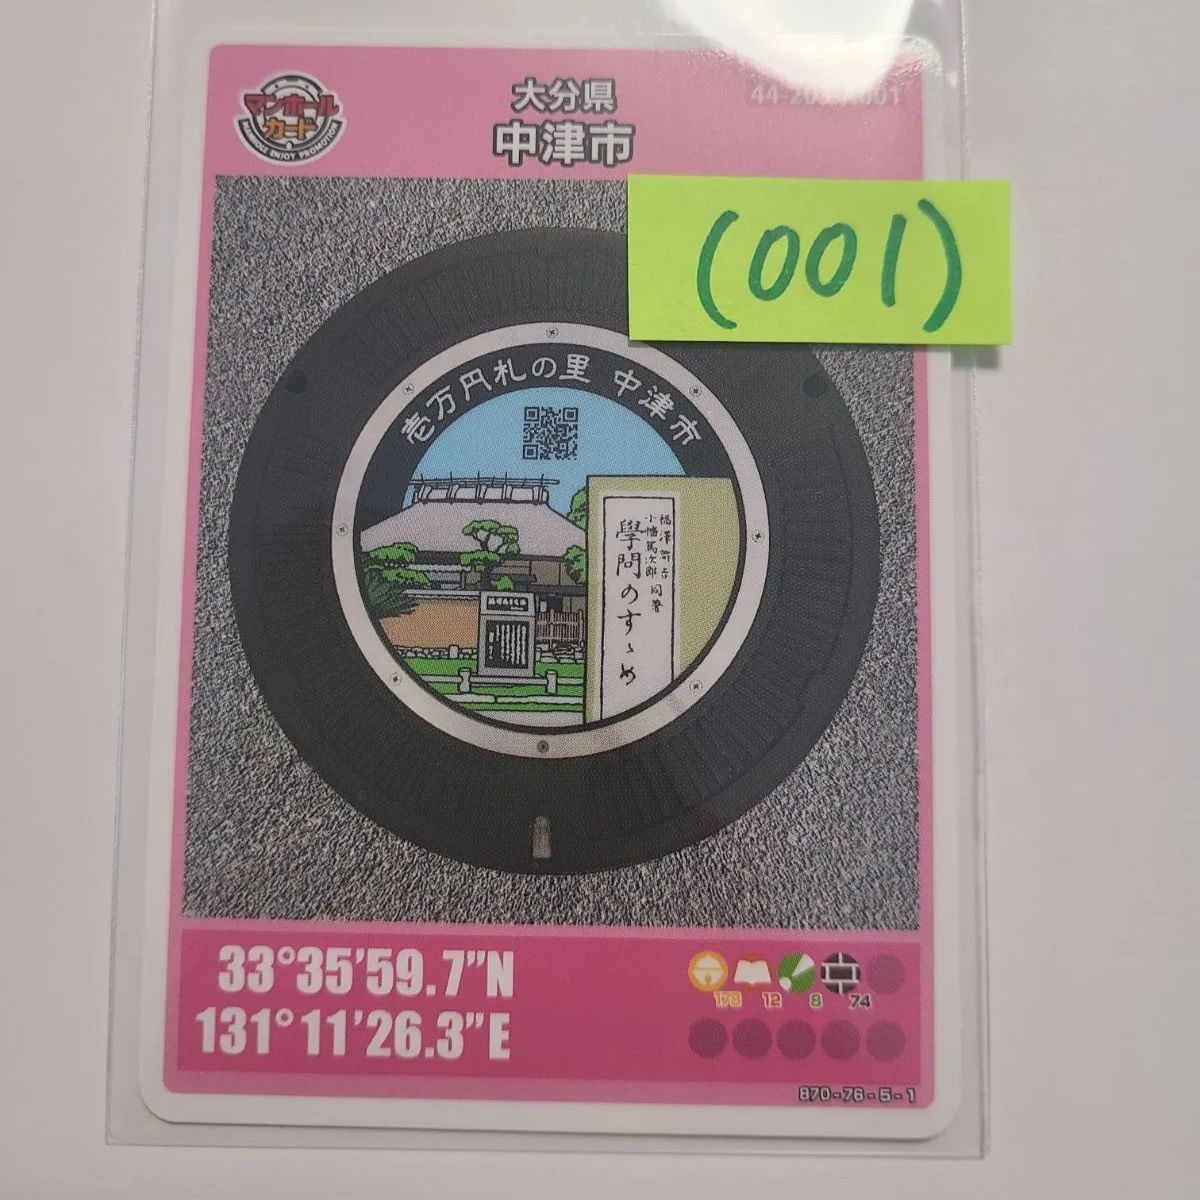 マンホール
カード
MANHOLE ENJOY PROMOTION
大分県
中津市
(001)
壱万円札の里 中津市
福澤諭吉
小幡篤次郎 同著
學問のすゝめ
33°35'59.7"N
131°11'26.3"E
178 12 8 74
870-76-5-1